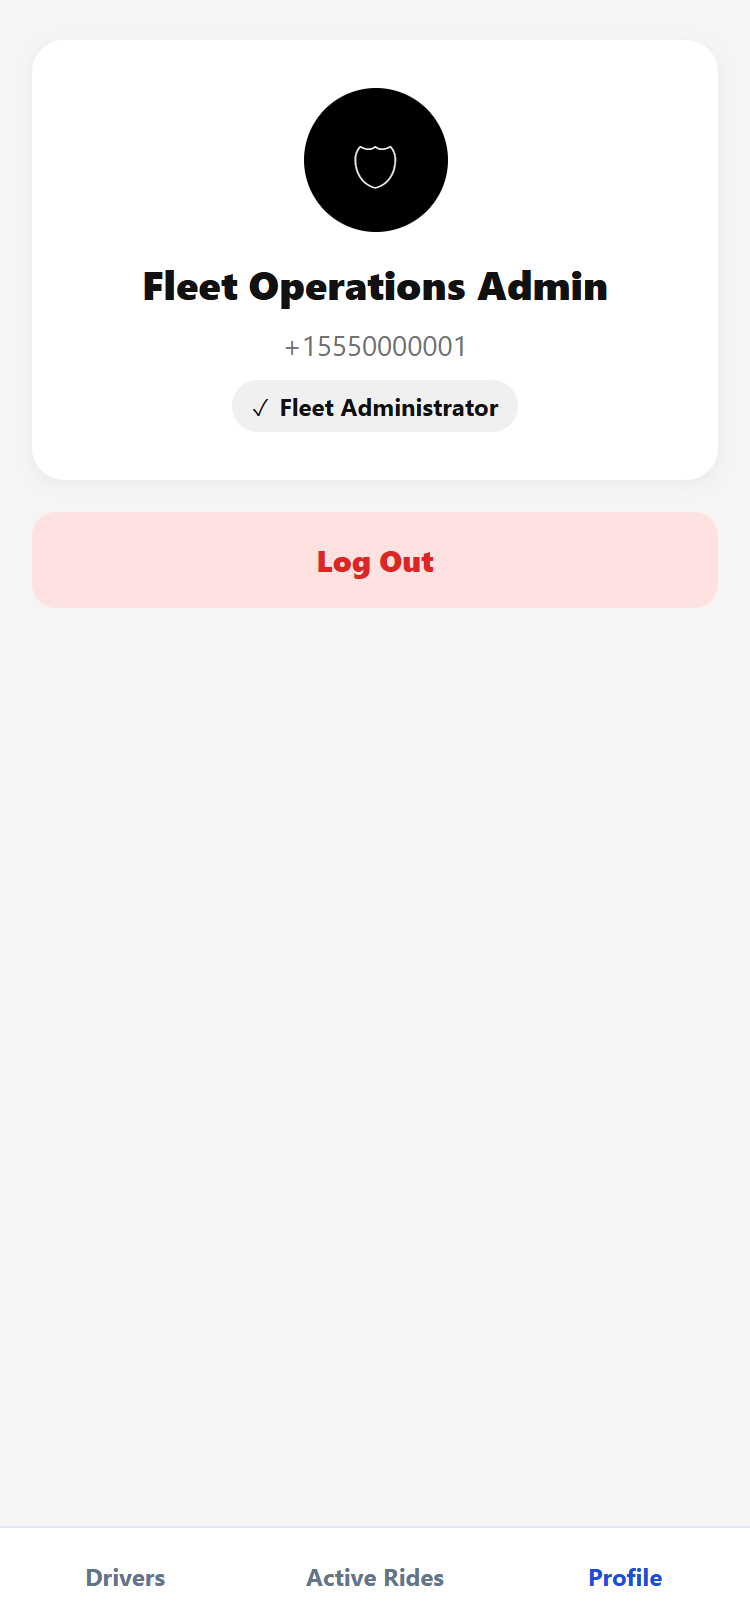 Fleet Operations Admin
+15550000001
✓ Fleet Administrator
Log Out
Drivers
Active Rides
Profile